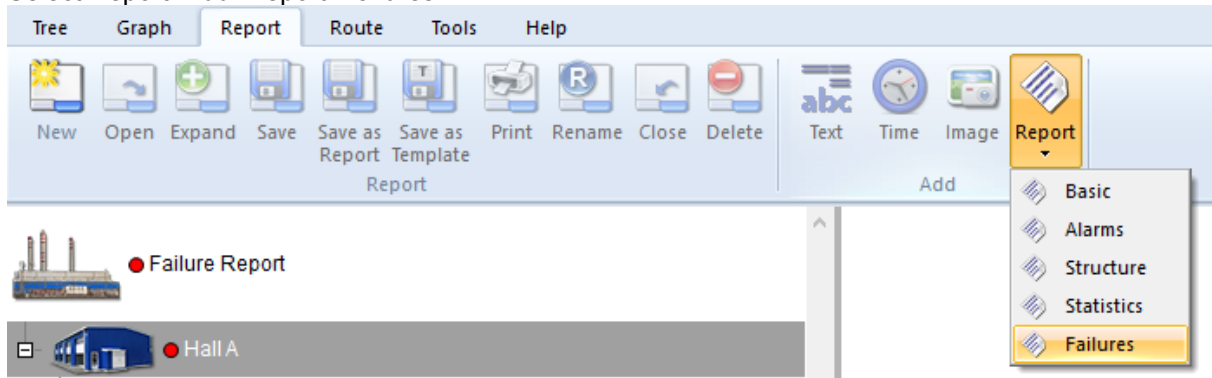 Tree Graph Report Route Tools Help
New Open Expand Save Save as Report Save as Template Print Rename Close Delete Text Time Image Report
Report Add
Basic
Alarms
Structure
Statistics
Failures
Failure Report
Hall A